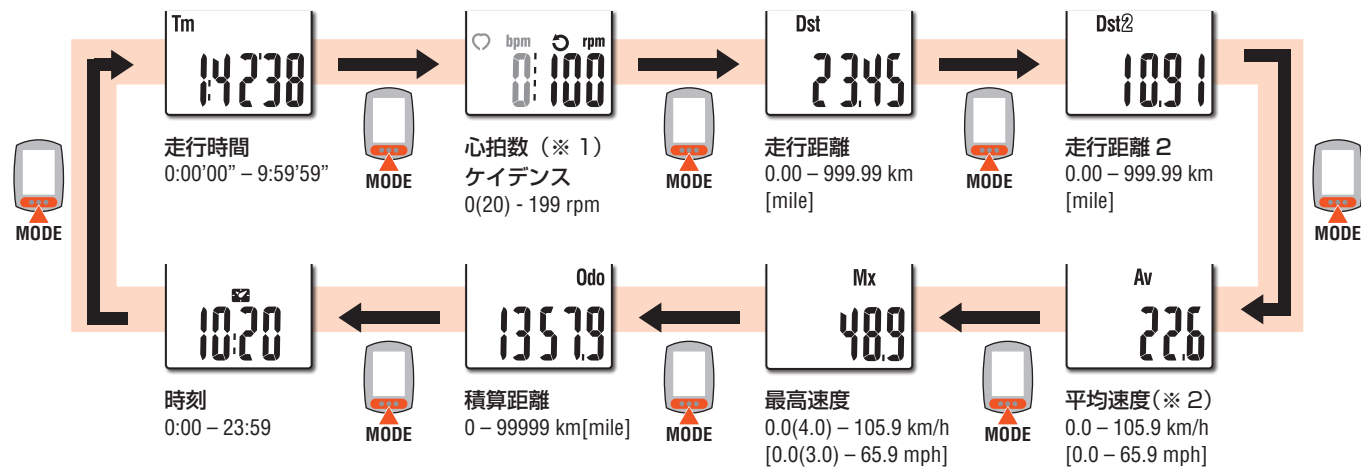 Tm
1:42'38
走行時間
0:00'00” – 9:59'59”
MODE
bpm rpm
0 100
心拍数（※ 1）
ケイデンス
0(20) - 199 rpm
MODE
Dst
23.45
走行距離
0.00 – 999.99 km
[mile]
MODE
Dst2
10.91
走行距離 2
0.00 – 999.99 km
[mile]
MODE
Av
22.6
平均速度（※ 2）
0.0 – 105.9 km/h
[0.0 – 65.9 mph]
MODE
Mx
48.9
最高速度
0.0(4.0) – 105.9 km/h
[0.0(3.0) – 65.9 mph]
MODE
Odo
1357.9
積算距離
0 – 99999 km[mile]
MODE
10:20
時刻
0:00 – 23:59
MODE